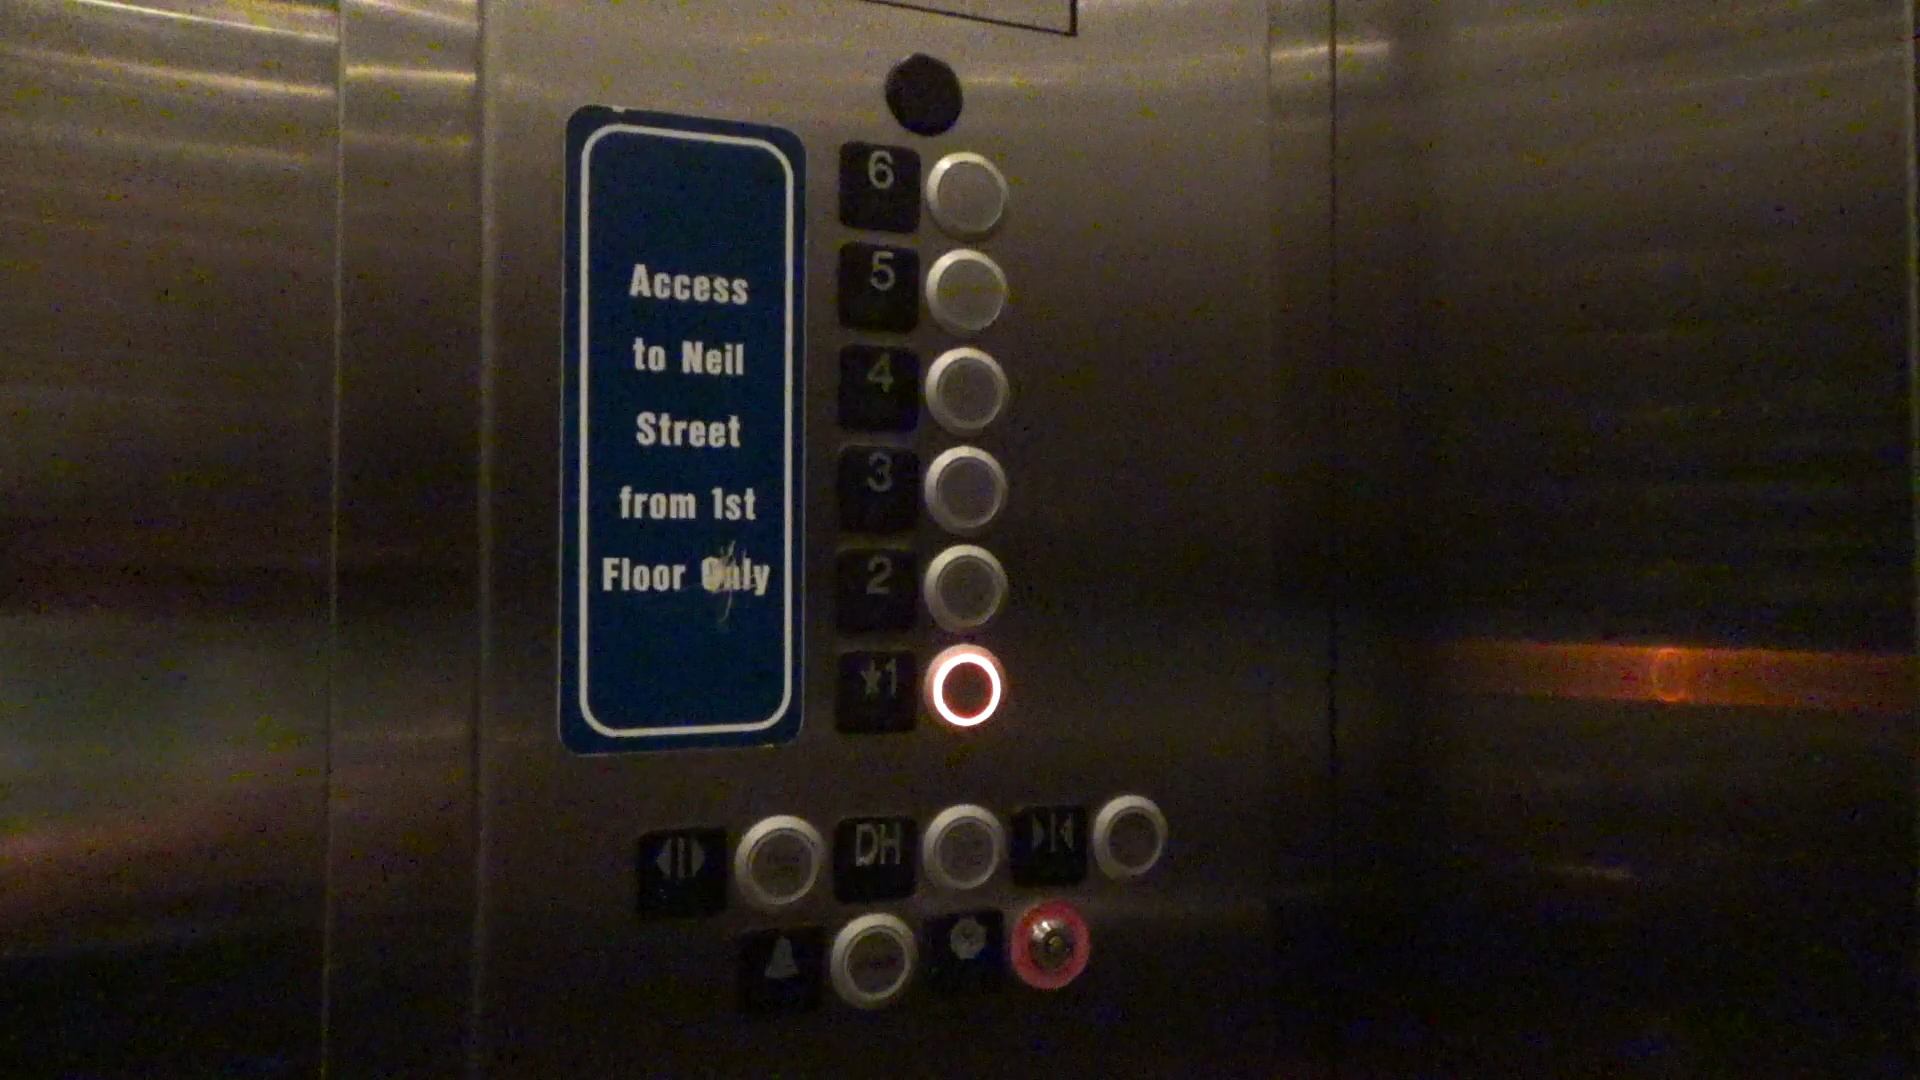 Access
to Neil
Street
from 1st
Floor Only
6
5
4
3
2
★1
DH